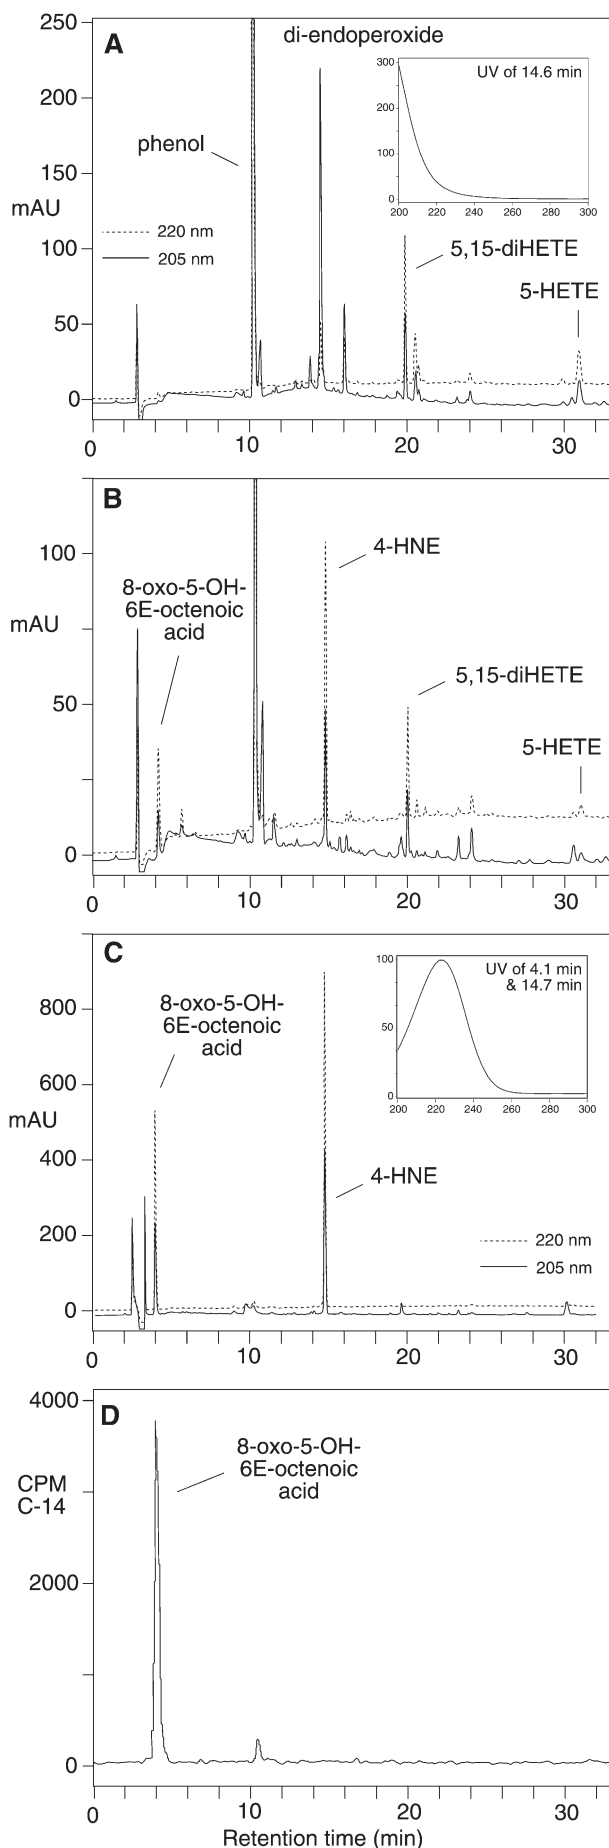 A
di-endoperoxide
250
200
150
100
50
0
mAU
phenol
220 nm
205 nm
UV of 14.6 min
300
200
100
0
200 220 240 260 280 300
5,15-diHETE
5-HETE
0 10 20 30
B
100
50
0
mAU
8-oxo-5-OH-
6E-octenoic
acid
4-HNE
5,15-diHETE
5-HETE
0 10 20 30
C
800
600
400
200
0
mAU
8-oxo-5-OH-
6E-octenoic
acid
UV of 4.1 min
& 14.7 min
100
50
0
200 220 240 260 280 300
4-HNE
220 nm
205 nm
0 10 20 30
D
4000
2000
0
CPM
C-14
8-oxo-5-OH-
6E-octenoic
acid
0 10 20 30
Retention time (min)